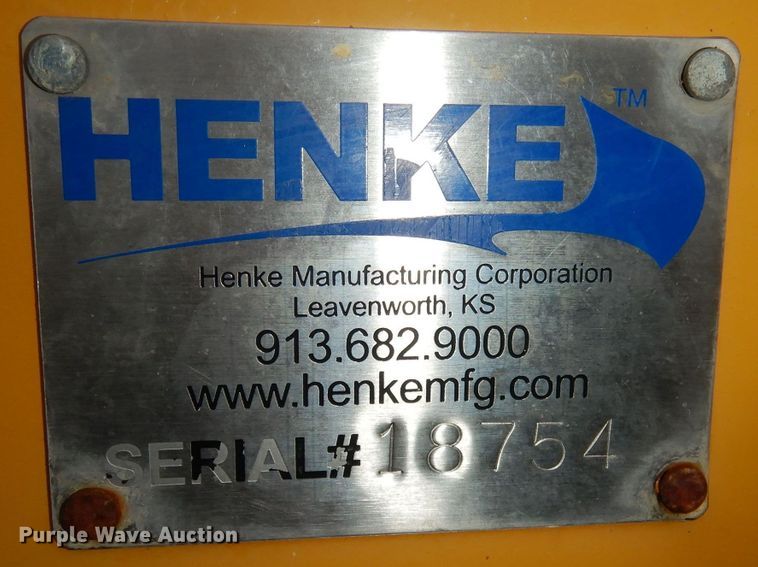 HENKE™
Henke Manufacturing Corporation
Leavenworth, KS
913.682.9000
www.henkemfg.com
SERIAL# 18754
Purple Wave Auction